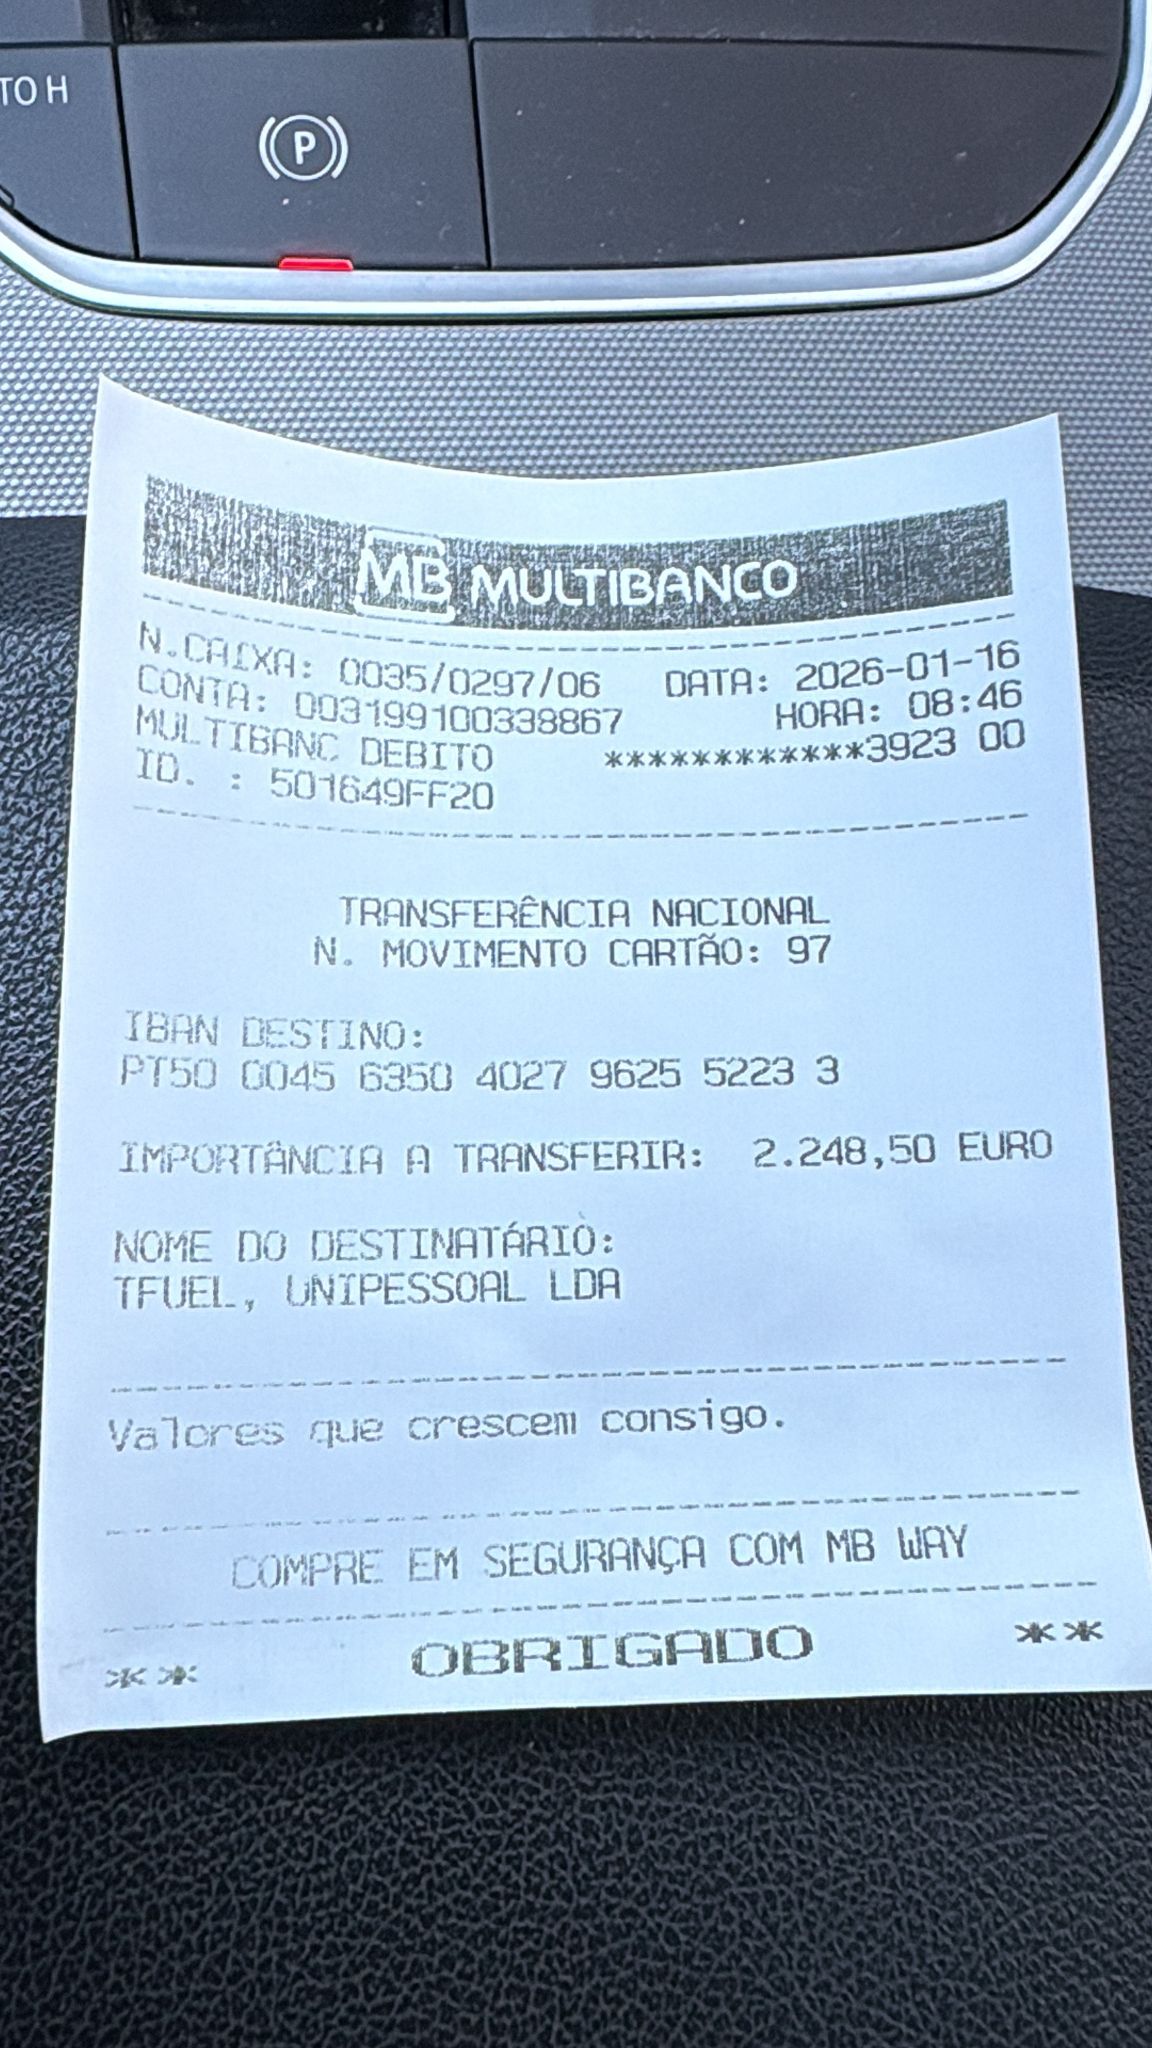 TO H
P
MB MULTIBANCO
N.CAIXA: 0035/0297/06 DATA: 2026-01-16
CONTA: 003199100338867 HORA: 08:46
MULTIBANC DEBITO ************3923 00
ID. : 501649FF20
TRANSFERÊNCIA NACIONAL
N. MOVIMENTO CARTÃO: 97
IBAN DESTINO:
PT50 0045 6350 4027 9625 5223 3
IMPORTÂNCIA A TRANSFERIR: 2.248,50 EURO
NOME DO DESTINATÁRIO:
TFUEL, UNIPESSOAL LDA
Valores que crescem consigo.
COMPRE EM SEGURANÇA COM MB WAY
** OBRIGADO **